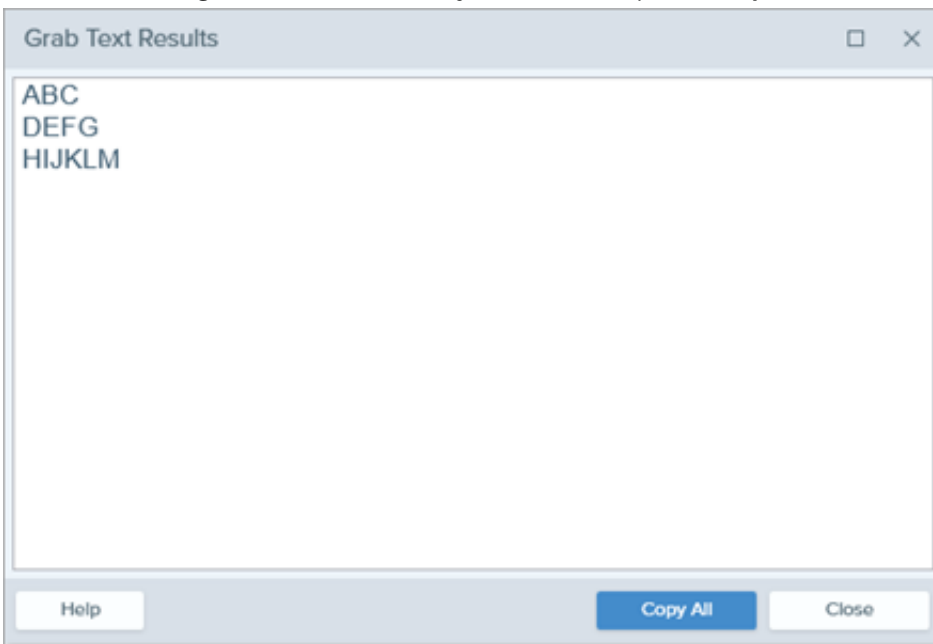 Grab Text Results
ABC
DEFG
HIJKLM
Help
Copy All
Close